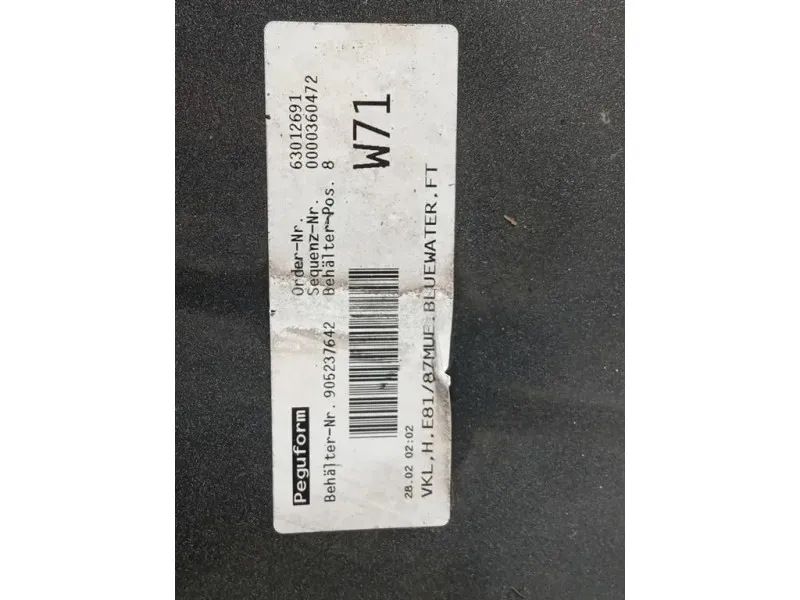 Peguform
Order-Nr. 63012691
Sequenz-Nr. 0000360472
Behälter-Nr. 905237642 Behälter-Pos. 8
W71
28.02 02:02
VKL,H.E81/87MUE.BLUEWATER.FT